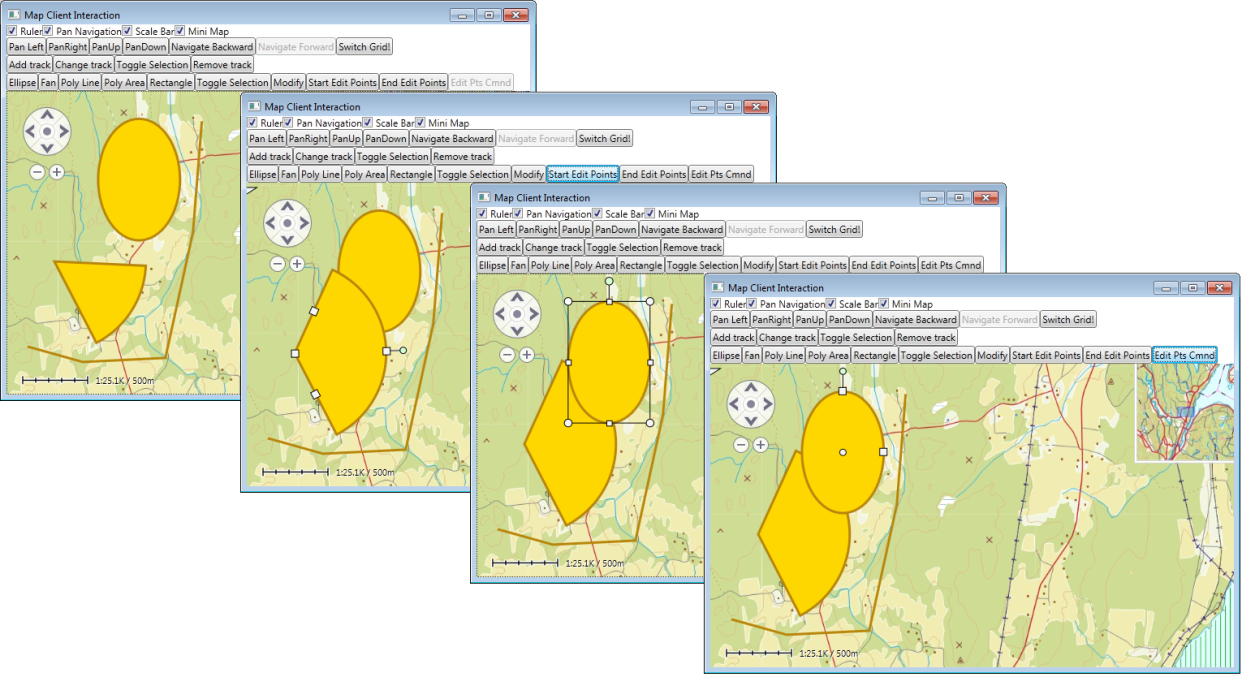 Map Client Interaction
Ruler Pan Navigation Scale Bar Mini Map
Pan Left PanRight PanUp PanDown Navigate Backward Navigate Forward Switch Grid!
Add track Change track Toggle Selection Remove track
Ellipse Fan Poly Line Poly Area Rectangle Toggle Selection Modify Start Edit Points End Edit Points Edit Pts Cmnd
1:25.1K / 500m
Map Client Interaction
Ruler Pan Navigation Scale Bar Mini Map
Pan Left PanRight PanUp PanDown Navigate Backward Navigate Forward Switch Grid!
Add track Change track Toggle Selection Remove track
Ellipse Fan Poly Line Poly Area Rectangle Toggle Selection Modify Start Edit Points End Edit Points Edit Pts Cmnd
1:25.1K / 500m
Map Client Interaction
Ruler Pan Navigation Scale Bar Mini Map
Pan Left PanRight PanUp PanDown Navigate Backward Navigate Forward Switch Grid!
Add track Change track Toggle Selection Remove track
Ellipse Fan Poly Line Poly Area Rectangle Toggle Selection Modify Start Edit Points End Edit Points Edit Pts Cmnd
1:25.1K / 500m
Map Client Interaction
Ruler Pan Navigation Scale Bar Mini Map
Pan Left PanRight PanUp PanDown Navigate Backward Navigate Forward Switch Grid!
Add track Change track Toggle Selection Remove track
Ellipse Fan Poly Line Poly Area Rectangle Toggle Selection Modify Start Edit Points End Edit Points Edit Pts Cmnd
1:25.1K / 500m